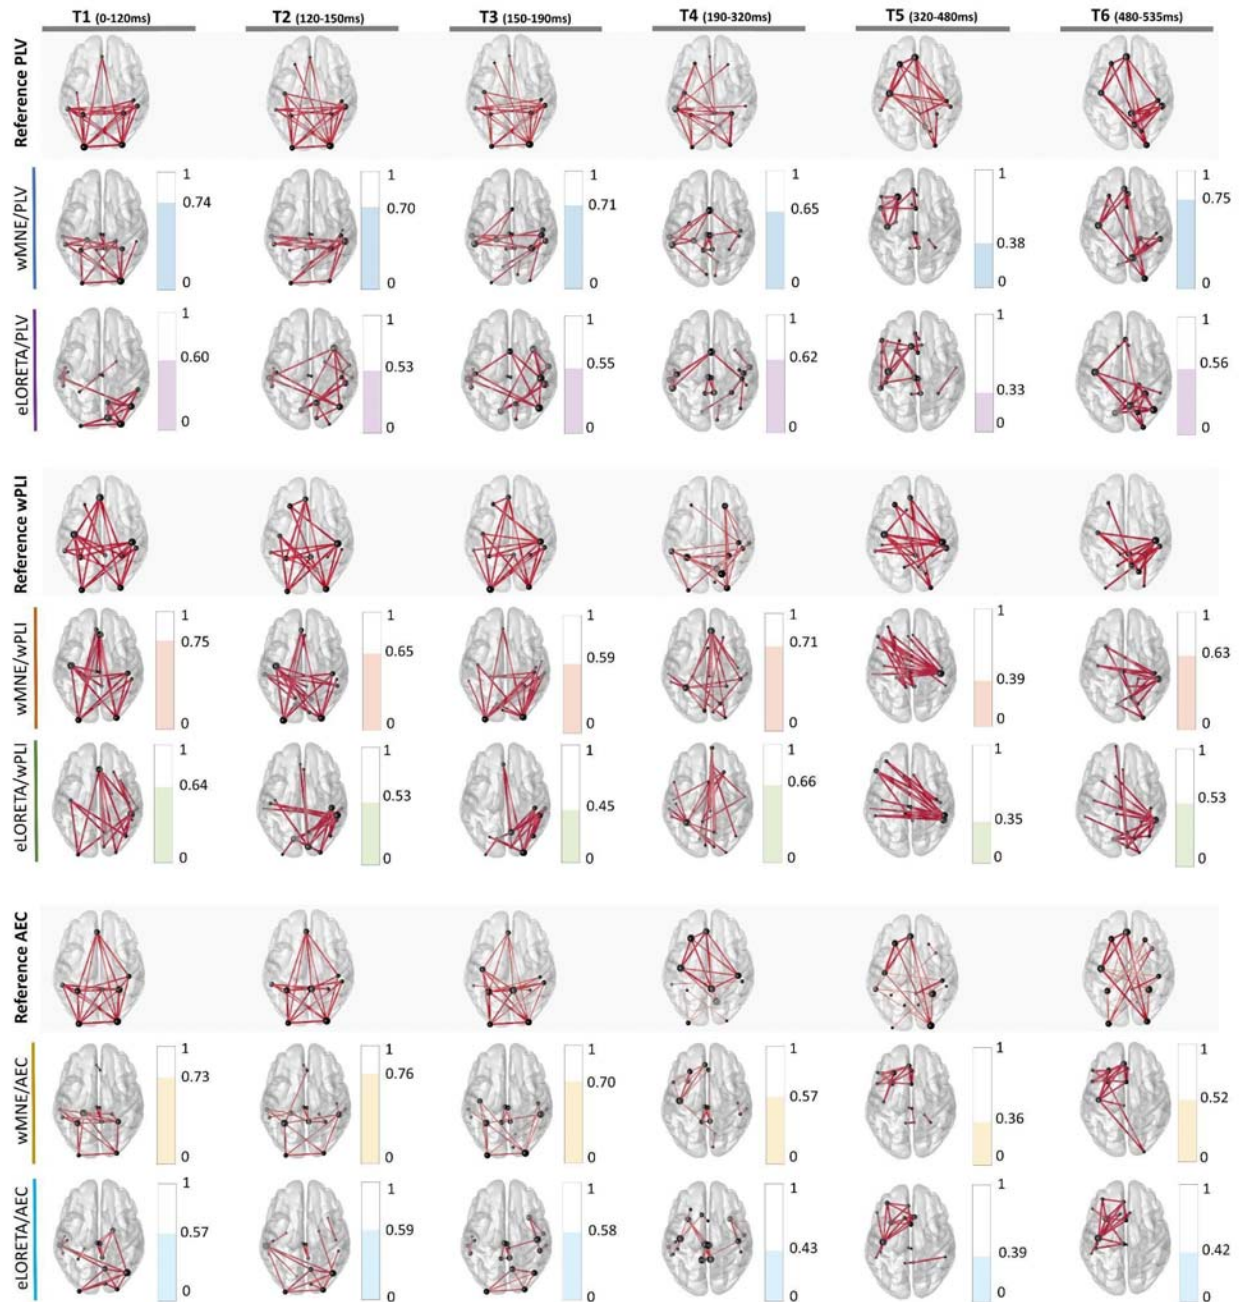 T1 (0-120ms) T2 (120-150ms) T3 (150-190ms) T4 (190-320ms) T5 (320-480ms) T6 (480-535ms)
Reference PLV
wMNE/PLV
1 1 1 1 1 1
0.74 0.70 0.71 0.65 0.38 0.75
0 0 0 0 0 0
eLORETA/PLV
1 1 1 1 1 1
0.60 0.53 0.55 0.62 0.33 0.56
0 0 0 0 0 0
Reference wPLI
wMNE/wPLI
1 1 1 1 1 1
0.75 0.65 0.59 0.71 0.39 0.63
0 0 0 0 0 0
eLORETA/wPLI
1 1 1 1 1 1
0.64 0.53 0.45 0.66 0.35 0.53
0 0 0 0 0 0
Reference AEC
wMNE/AEC
1 1 1 1 1 1
0.73 0.76 0.70 0.57 0.36 0.52
0 0 0 0 0 0
eLORETA/AEC
1 1 1 1 1 1
0.57 0.59 0.58 0.43 0.39 0.42
0 0 0 0 0 0